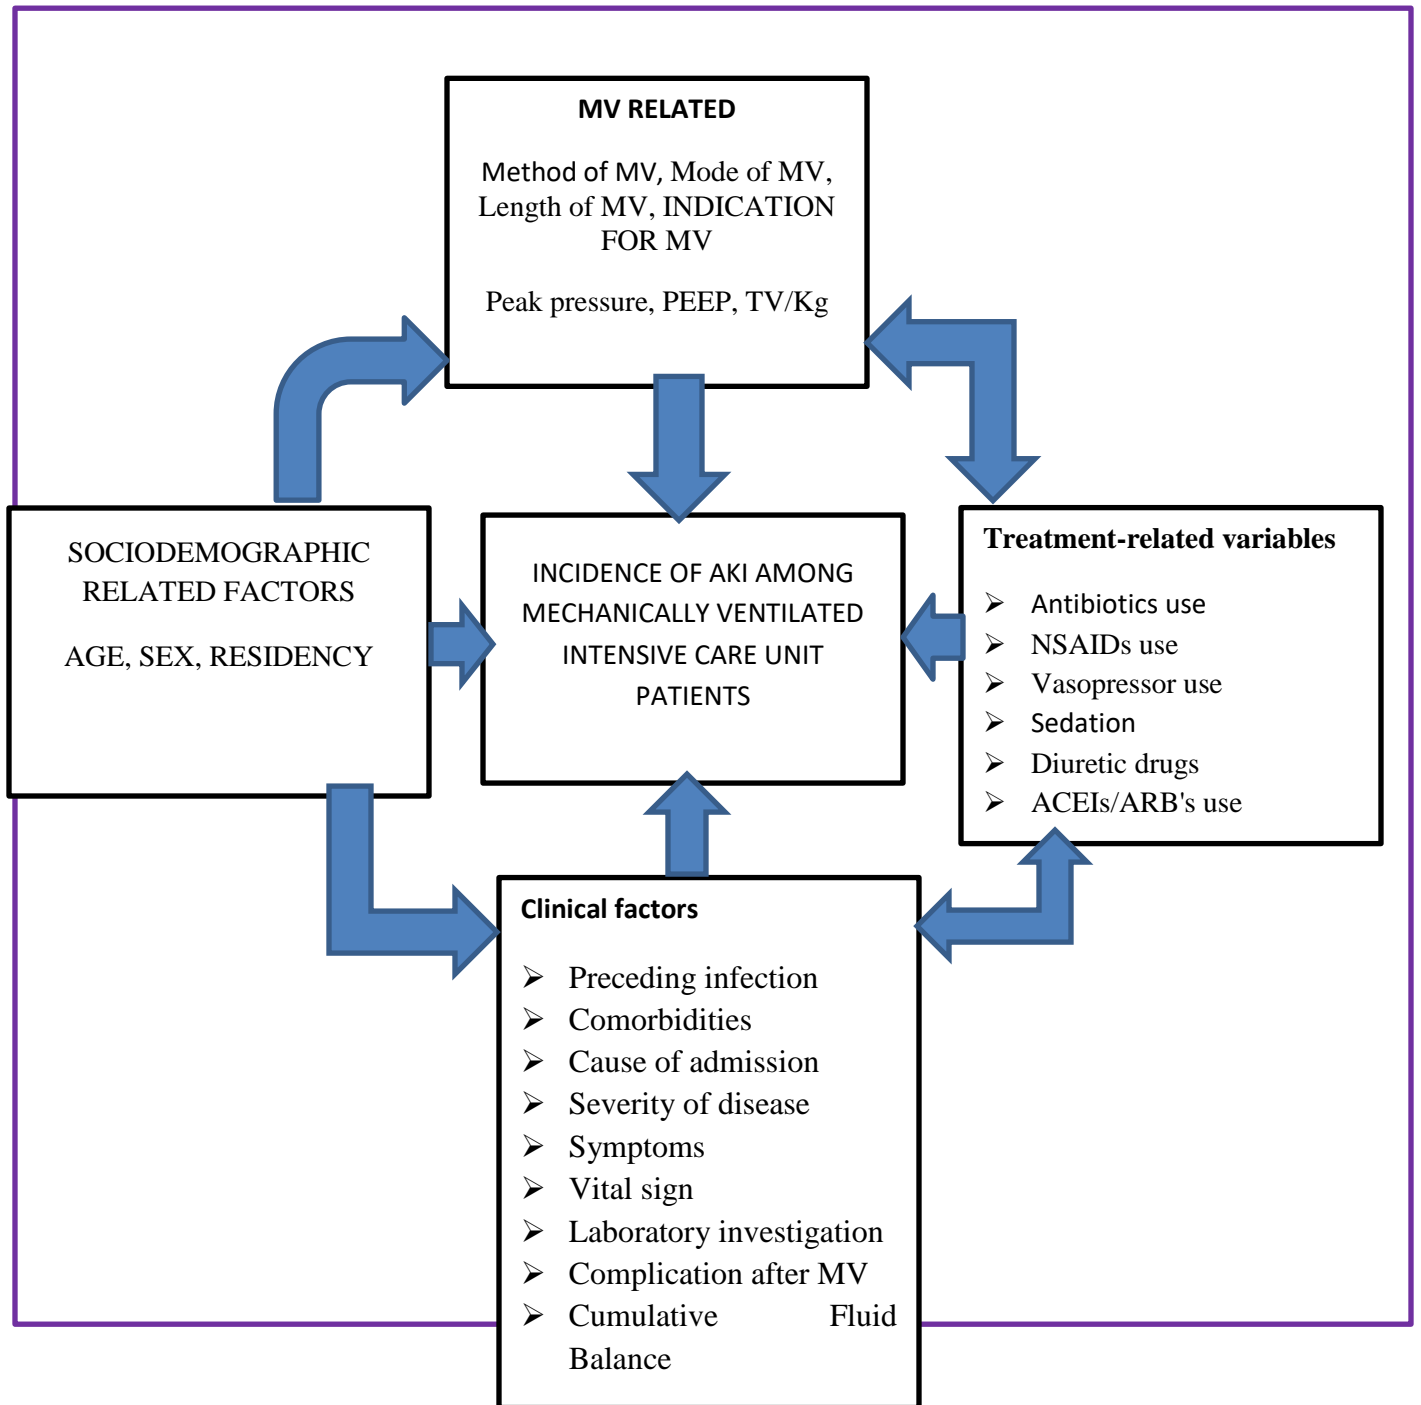 MV RELATED
Method of MV, Mode of MV,
Length of MV, INDICATION
FOR MV
Peak pressure, PEEP, TV/Kg
SOCIODEMOGRAPHIC
RELATED FACTORS
AGE, SEX, RESIDENCY
INCIDENCE OF AKI AMONG
MECHANICALLY VENTILATED
INTENSIVE CARE UNIT
PATIENTS
Treatment-related variables
➢ Antibiotics use
➢ NSAIDs use
➢ Vasopressor use
➢ Sedation
➢ Diuretic drugs
➢ ACEIs/ARB's use
Clinical factors
➢ Preceding infection
➢ Comorbidities
➢ Cause of admission
➢ Severity of disease
➢ Symptoms
➢ Vital sign
➢ Laboratory investigation
➢ Complication after MV
➢ Cumulative Fluid
Balance